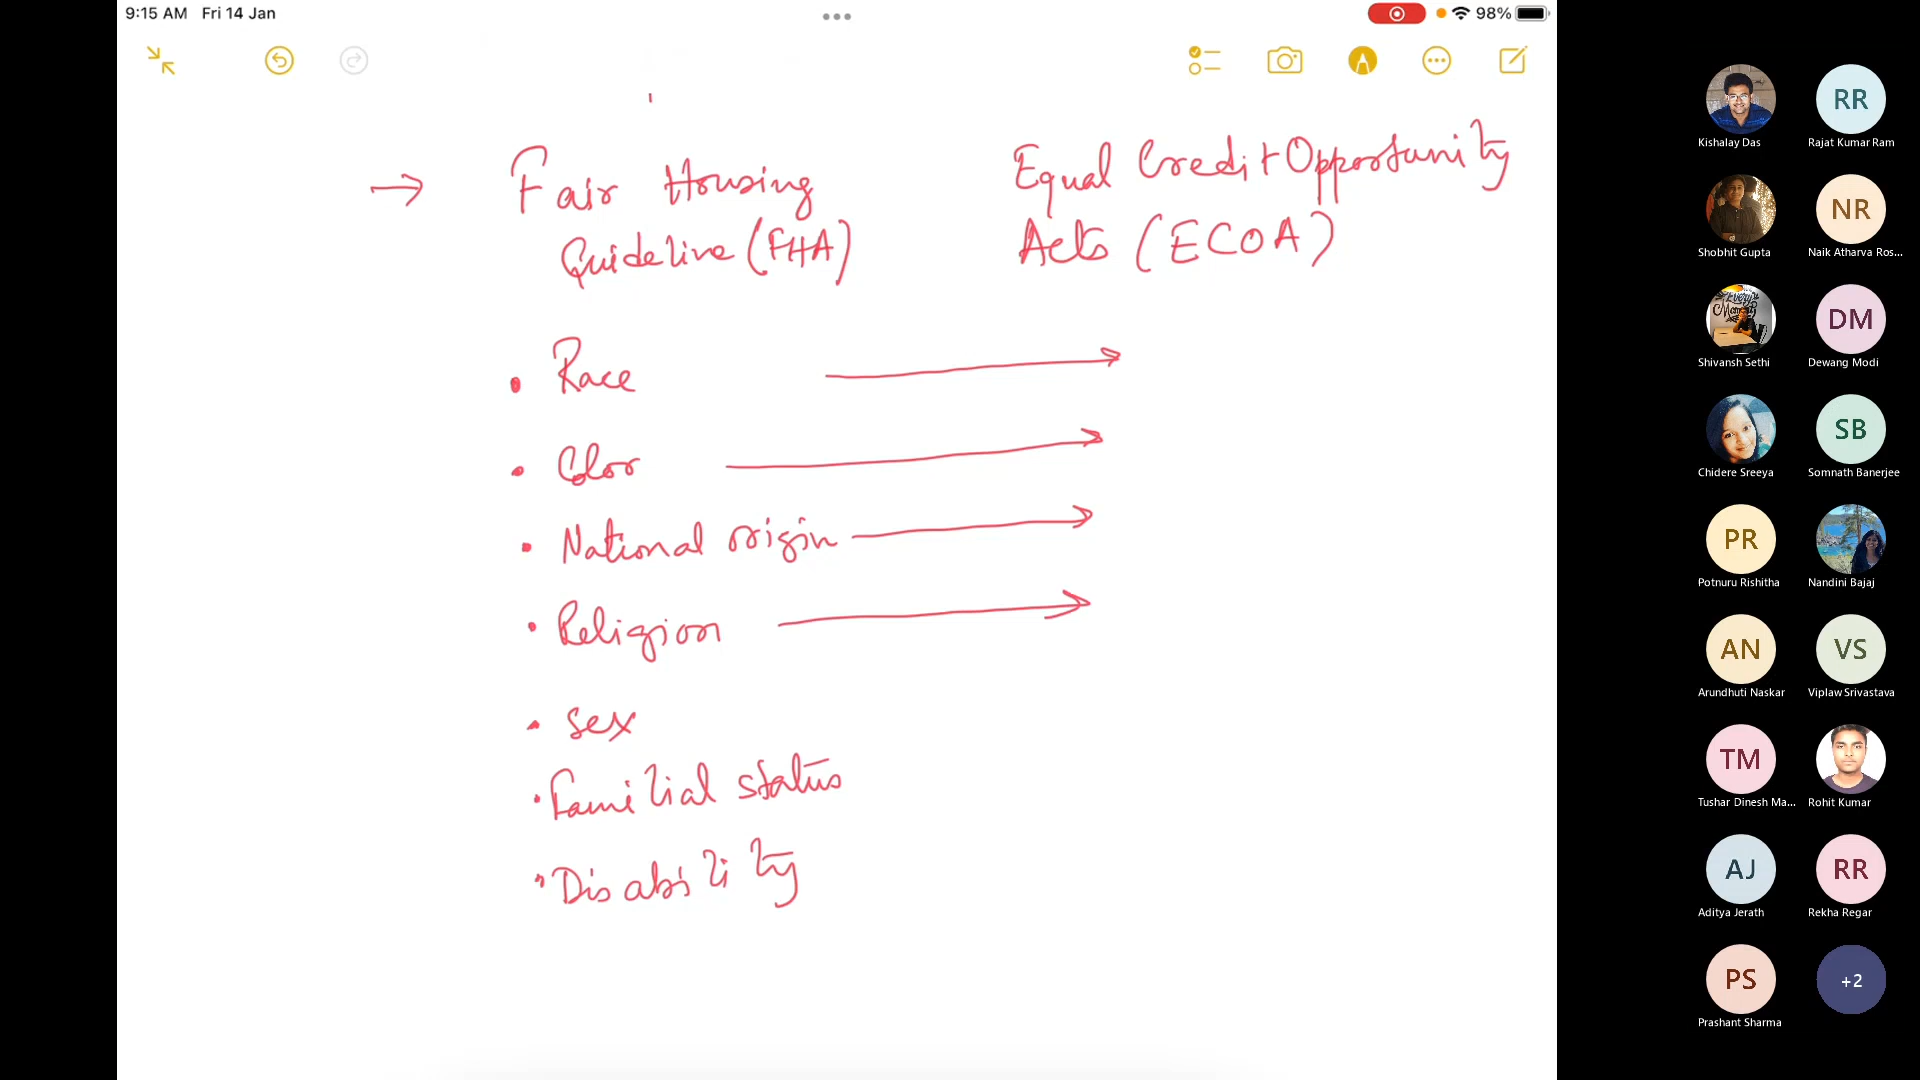 9:15 AM Fri 14 Jan
98%
→ Fair Housing Guideline (FHA)
Equal Credit Opportunity Acts (ECOA)
• Race
• Color
• National origin
• Religion
• Sex
• Familial status
• Disability
Kishalay Das
RR
Rajat Kumar Ram
Shobhit Gupta
NR
Naik Atharva Ros...
Every
Moment
Shivansh Sethi
DM
Dewang Modi
Chidere Sreeya
SB
Somnath Banerjee
PR
Potnuru Rishitha
Nandini Bajaj
AN
Arundhuti Naskar
VS
Viplaw Srivastava
TM
Tushar Dinesh Ma...
Rohit Kumar
AJ
Aditya Jerath
RR
Rekha Regar
PS
Prashant Sharma
+2